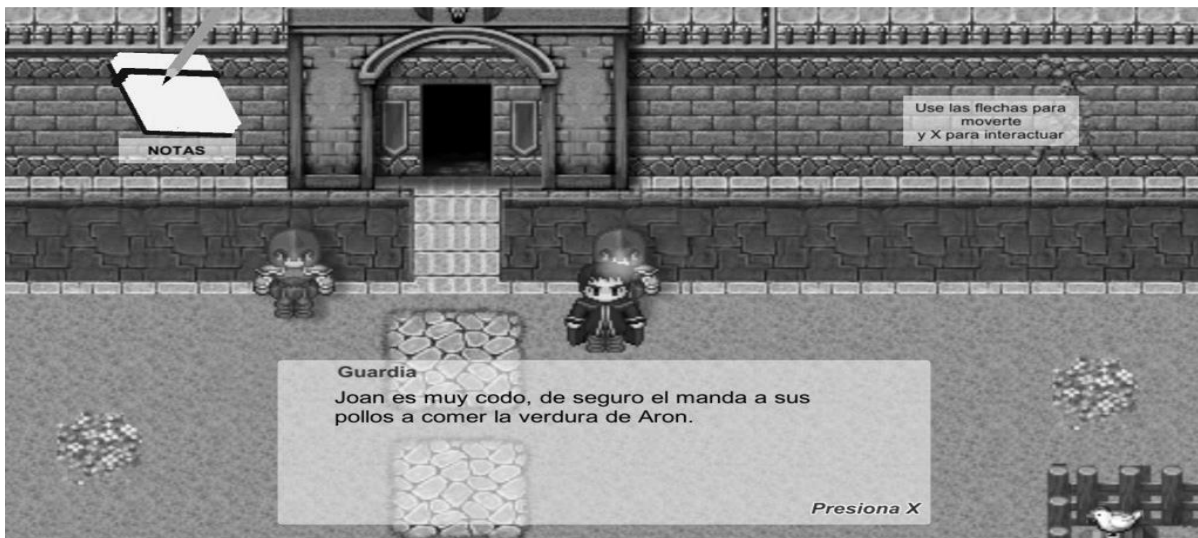 NOTAS
Use las flechas para
moverte
y X para interactuar
Guardia
Joan es muy codo, de seguro el manda a sus
pollos a comer la verdura de Aron.
Presiona X